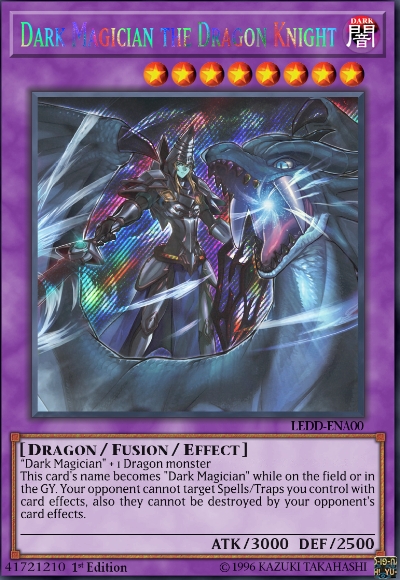 DARK MAGICIAN THE DRAGON KNIGHT
DARK
闇
LEDD-ENA00
[DRAGON / FUSION / EFFECT]
"Dark Magician" + 1 Dragon monster
This card's name becomes "Dark Magician" while on the field or in
the GY. Your opponent cannot target Spells/Traps you control with
card effects, also they cannot be destroyed by your opponent's
card effects.
ATK/3000 DEF/2500
41721210 1st Edition ©1996 KAZUKI TAKAHASHI